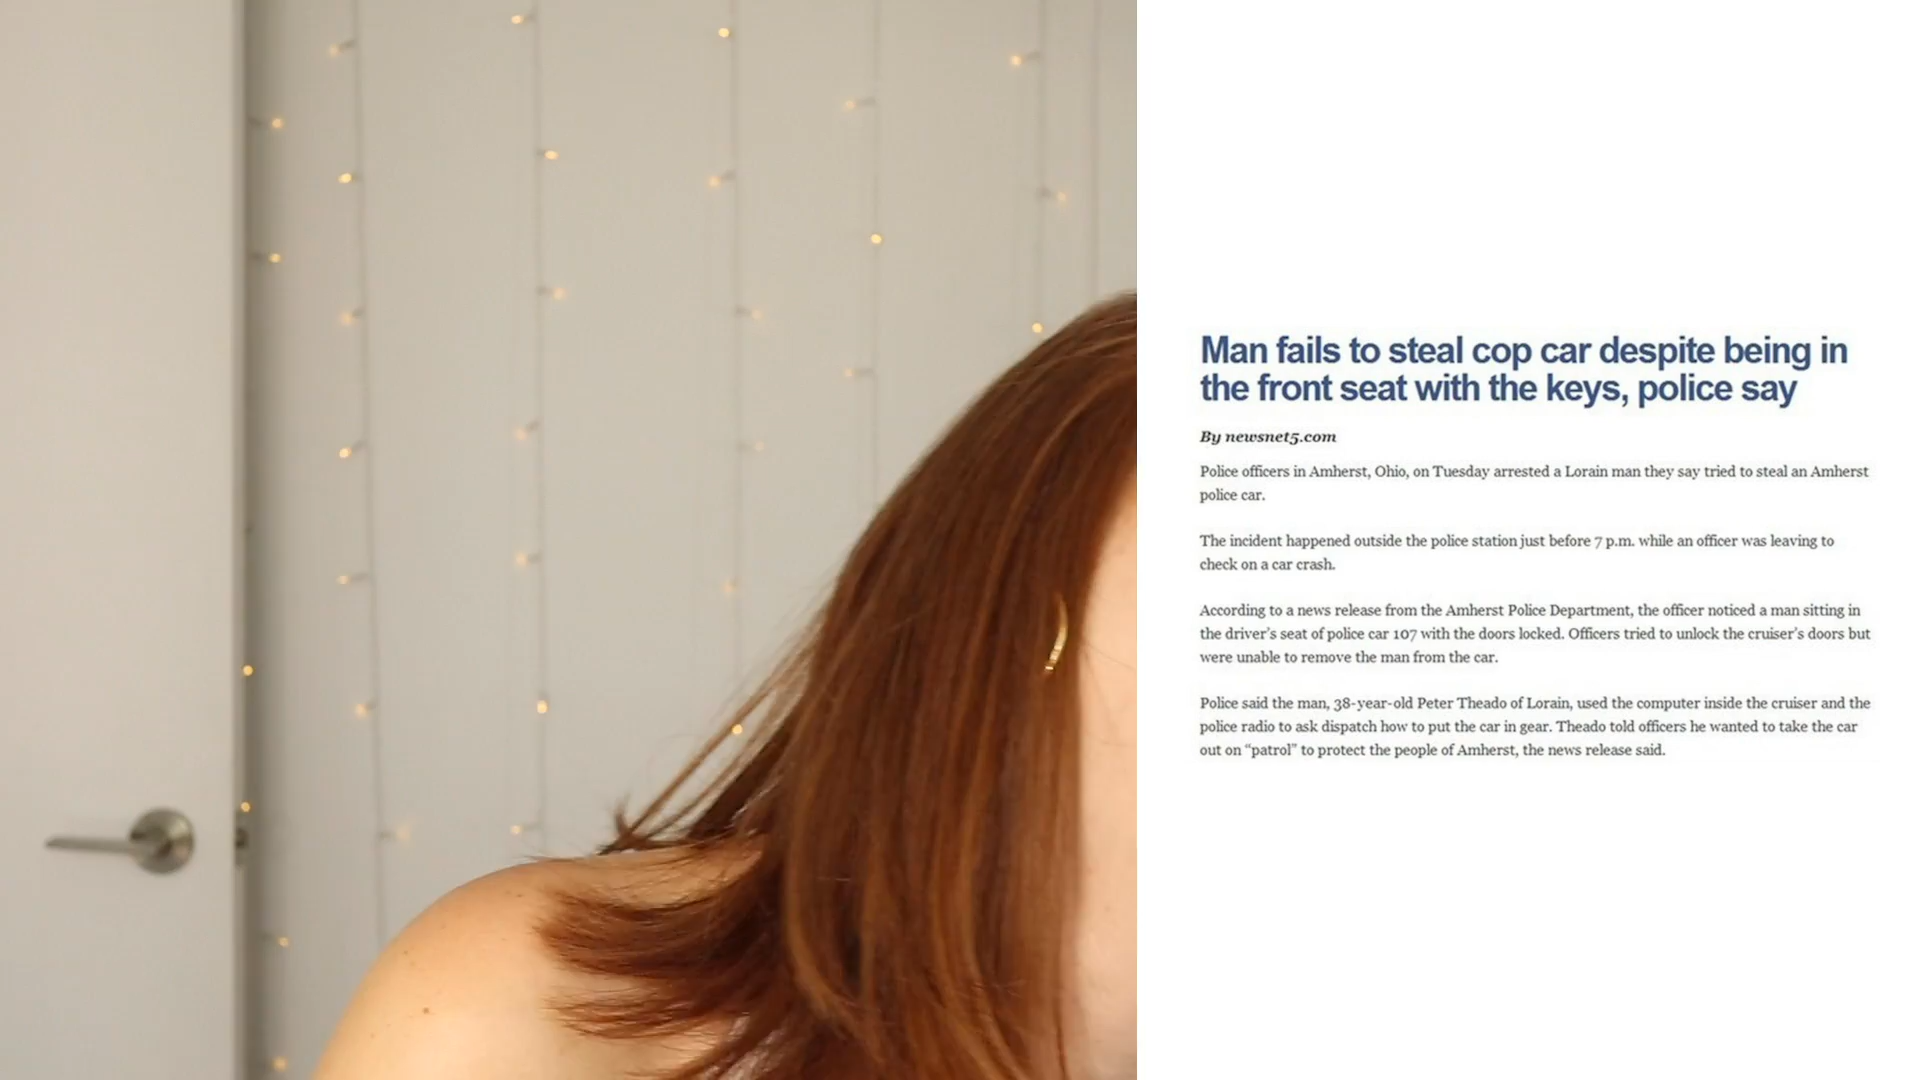 Man fails to steal cop car despite being in
the front seat with the keys, police say
By newsnet5.com
Police officers in Amherst, Ohio, on Tuesday arrested a Lorain man they say tried to steal an Amherst
police car.
The incident happened outside the police station just before 7 p.m. while an officer was leaving to
check on a car crash.
According to a news release from the Amherst Police Department, the officer noticed a man sitting in
the driver's seat of police car 107 with the doors locked. Officers tried to unlock the cruiser's doors but
were unable to remove the man from the car.
Police said the man, 38-year-old Peter Theado of Lorain, used the computer inside the cruiser and the
police radio to ask dispatch how to put the car in gear. Theado told officers he wanted to take the car
out on “patrol” to protect the people of Amherst, the news release said.